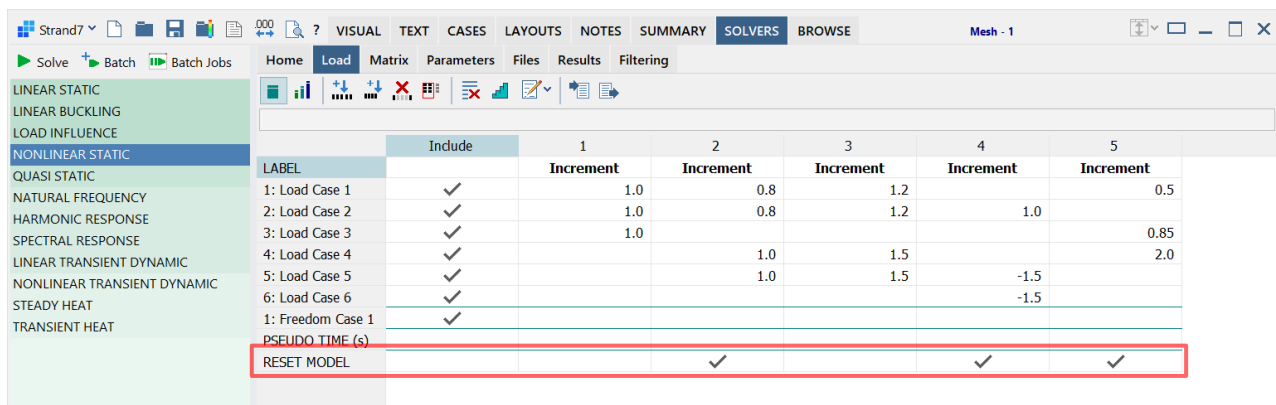 Strand7 .000 ? VISUAL TEXT CASES LAYOUTS NOTES SUMMARY SOLVERS BROWSE Mesh - 1
Solve Batch Batch Jobs Home Load Matrix Parameters Files Results Filtering
LINEAR STATIC
LINEAR BUCKLING
LOAD INFLUENCE
NONLINEAR STATIC
QUASI STATIC
NATURAL FREQUENCY
HARMONIC RESPONSE
SPECTRAL RESPONSE
LINEAR TRANSIENT DYNAMIC
NONLINEAR TRANSIENT DYNAMIC
STEADY HEAT
TRANSIENT HEAT
Include 1 2 3 4 5
LABEL Increment Increment Increment Increment Increment
1: Load Case 1 1.0 0.8 1.2 0.5
2: Load Case 2 1.0 0.8 1.2 1.0
3: Load Case 3 1.0 0.85
4: Load Case 4 1.0 1.5 2.0
5: Load Case 5 1.0 1.5 -1.5
6: Load Case 6 -1.5
1: Freedom Case 1
PSEUDO TIME (s)
RESET MODEL